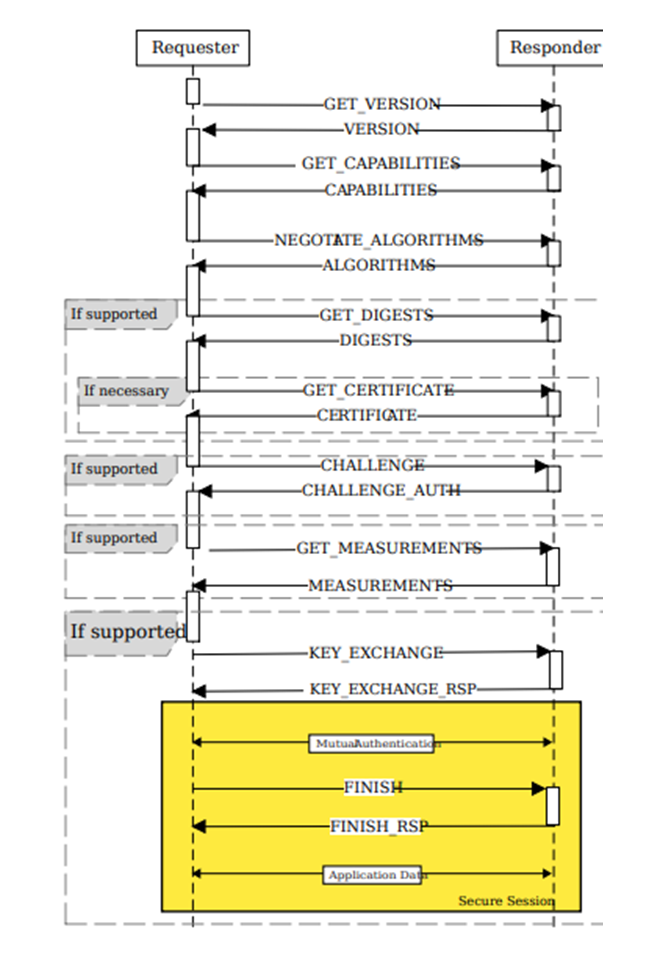 Requester
Responder
GET_VERSION
VERSION
GET_CAPABILITIES
CAPABILITIES
NEGOTIATE_ALGORITHMS
ALGORITHMS
If supported
GET_DIGESTS
DIGESTS
If necessary
GET_CERTIFICATE
CERTIFICATE
If supported
CHALLENGE
CHALLENGE_AUTH
If supported
GET_MEASUREMENTS
MEASUREMENTS
If supported
KEY_EXCHANGE
KEY_EXCHANGE_RSP
MutualAuthentication
FINISH
FINISH_RSP
Application Data
Secure Session